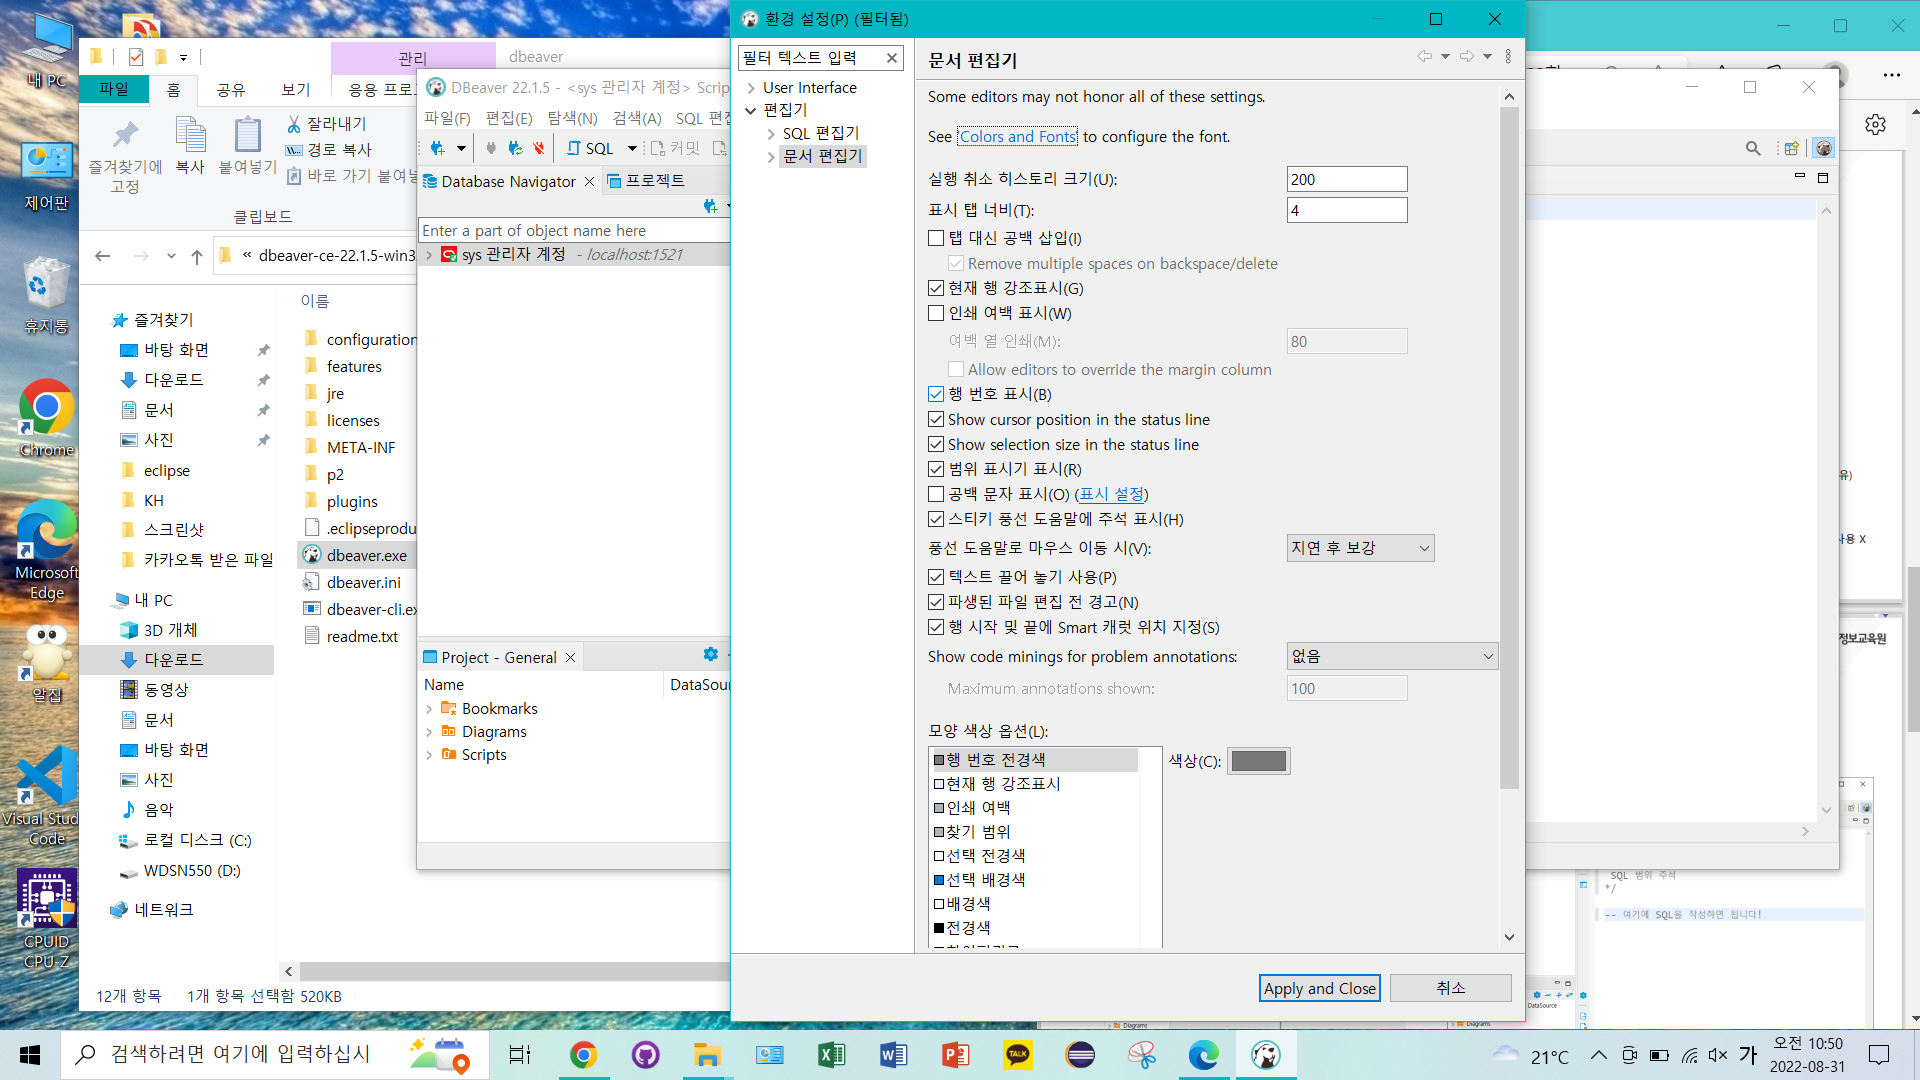 내 PC
제어판
휴지통
Chrome
Microsoft
Edge
알집
Visual Stud
Code
CPUID
CPU-Z
관리
dbeaver
파일
홈
공유
보기
응용 프로
즐겨찾기에
고정
복사
붙여넣기
잘라내기
경로 복사
바로 가기 붙여넣
클립보드
« dbeaver-ce-22.1.5-win3
이름
즐겨찾기
바탕 화면
다운로드
문서
사진
eclipse
KH
스크린샷
카카오톡 받은 파일
내 PC
3D 개체
다운로드
동영상
문서
바탕 화면
사진
음악
로컬 디스크 (C:)
WDSN550 (D:)
네트워크
configuration
features
jre
licenses
META-INF
p2
plugins
.eclipseprodu
dbeaver.exe
dbeaver.ini
dbeaver-cli.ex
readme.txt
12개 항목
1개 항목 선택함 520KB
DBeaver 22.1.5 - <sys 관리자 계정> Scrip
파일(F) 편집(E) 탐색(N) 검색(A) SQL 편집
SQL
커밋
Database Navigator
프로젝트
Enter a part of object name here
sys 관리자 계정 - localhost:1521
Project - General
Name
DataSour
Bookmarks
Diagrams
Scripts
환경 설정(P) (필터됨)
필터 텍스트 입력
User Interface
편집기
SQL 편집기
문서 편집기
문서 편집기
Some editors may not honor all of these settings.
See Colors and Fonts to configure the font.
실행 취소 히스토리 크기(U): 200
표시 탭 너비(T): 4
탭 대신 공백 삽입(I)
Remove multiple spaces on backspace/delete
현재 행 강조표시(G)
인쇄 여백 표시(W)
여백 열 인쇄(M): 80
Allow editors to override the margin column
행 번호 표시(B)
Show cursor position in the status line
Show selection size in the status line
범위 표시기 표시(R)
공백 문자 표시(O) (표시 설정)
스티키 풍선 도움말에 주석 표시(H)
풍선 도움말로 마우스 이동 시(V): 지연 후 보강
텍스트 끌어 놓기 사용(P)
파생된 파일 편집 전 경고(N)
행 시작 및 끝에 Smart 캐럿 위치 지정(S)
Show code minings for problem annotations: 없음
Maximum annotations shown: 100
모양 색상 옵션(L):
행 번호 전경색
현재 행 강조표시
인쇄 여백
찾기 범위
선택 전경색
선택 배경색
배경색
전경색
색상(C):
Apply and Close
취소
유)
사용 X
정보교육원
SQL 범위 주석
*/
-- 여기에 SQL을 작성하면 됩니다!
DataSource
Diagrams
Diagrams
검색하려면 여기에 입력하십시
TALK
21°C
가
오전 10:50
2022-08-31